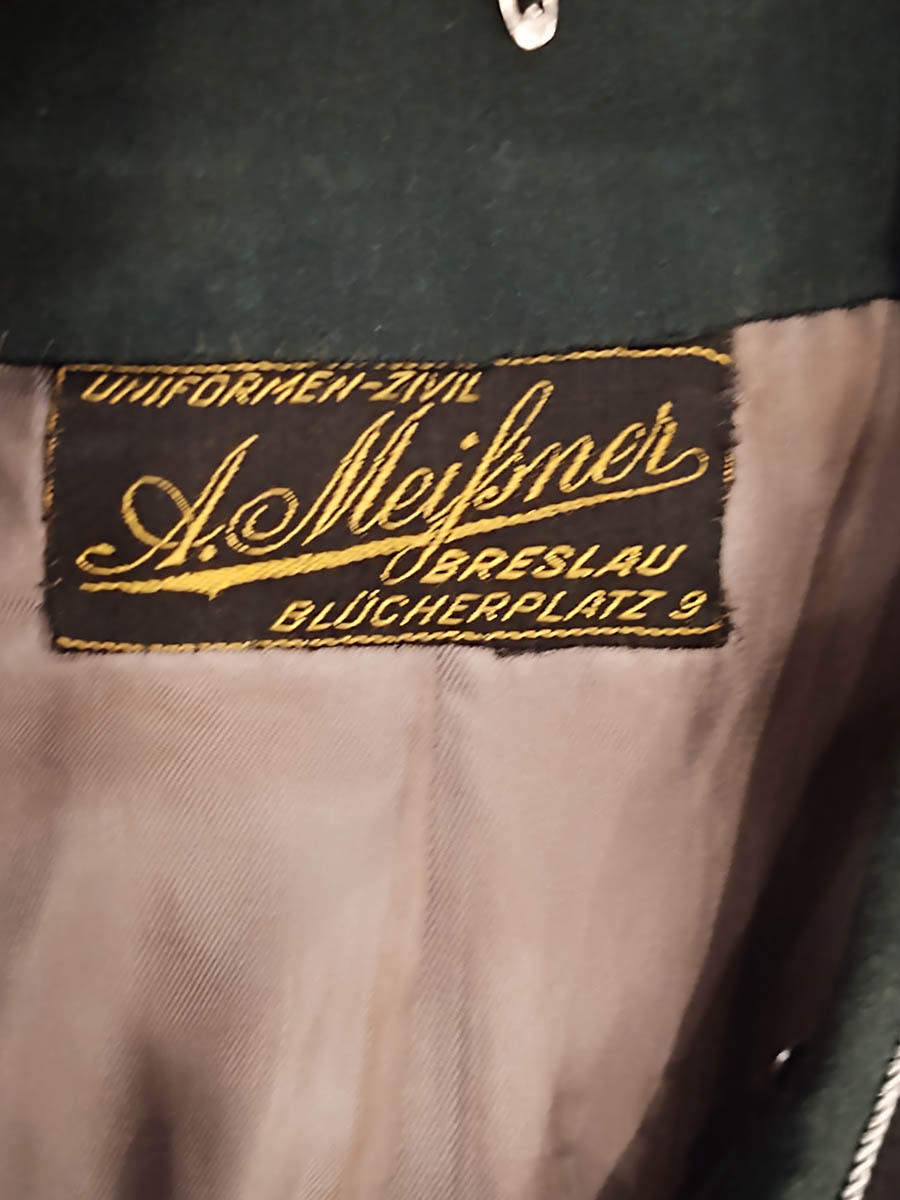 UNIFORMEN-ZIVIL
A. Meißner
BRESLAU
BLÜCHERPLATZ 9